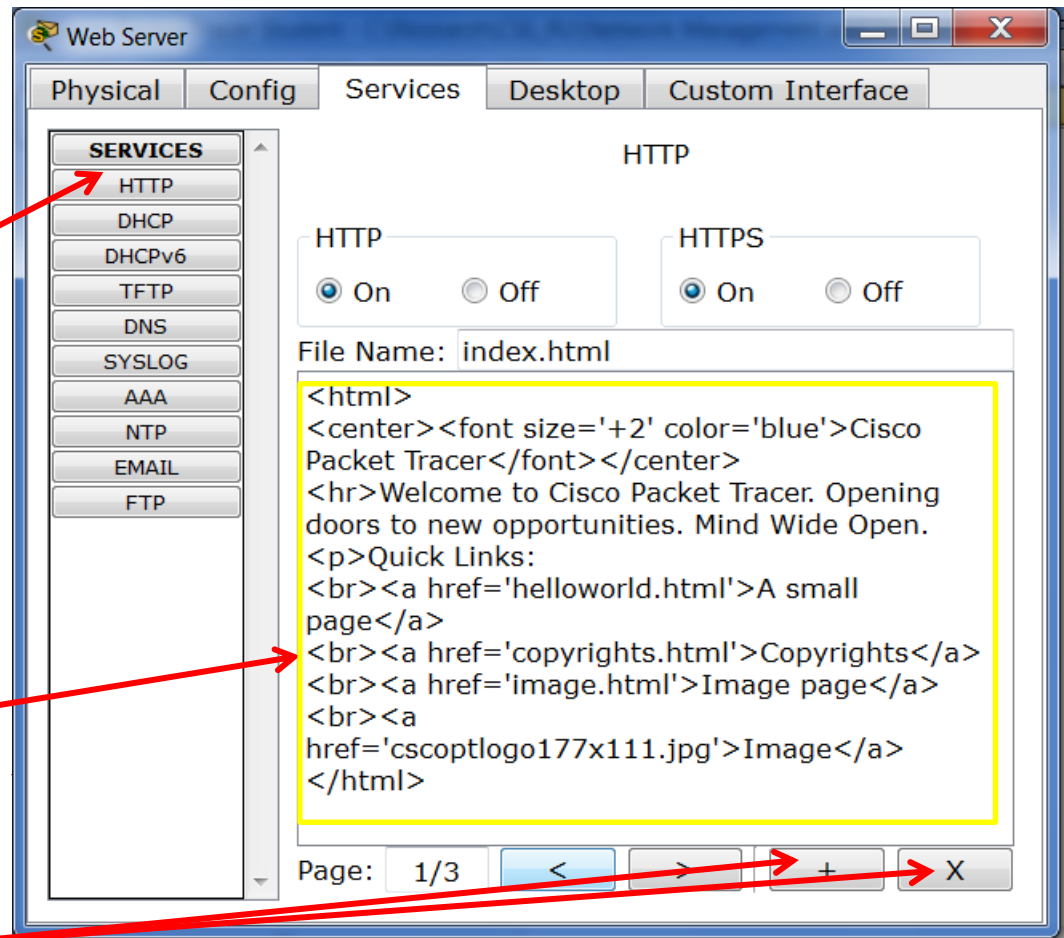 Web Server
X
Physical Config Services Desktop Custom Interface
SERVICES
HTTP
DHCP
DHCPv6
TFTP
DNS
SYSLOG
AAA
NTP
EMAIL
FTP
HTTP
HTTP
On Off
HTTPS
On Off
File Name: index.html
<html>
<center><font size='+2' color='blue'>Cisco
Packet Tracer</font></center>
<hr>Welcome to Cisco Packet Tracer. Opening
doors to new opportunities. Mind Wide Open.
<p>Quick Links:
<br><a href='helloworld.html'>A small
page</a>
<br><a href='copyrights.html'>Copyrights</a>
<br><a href='image.html'>Image page</a>
<br><a
href='cscoptlogo177x111.jpg'>Image</a>
</html>
Page: 1/3 < > + X